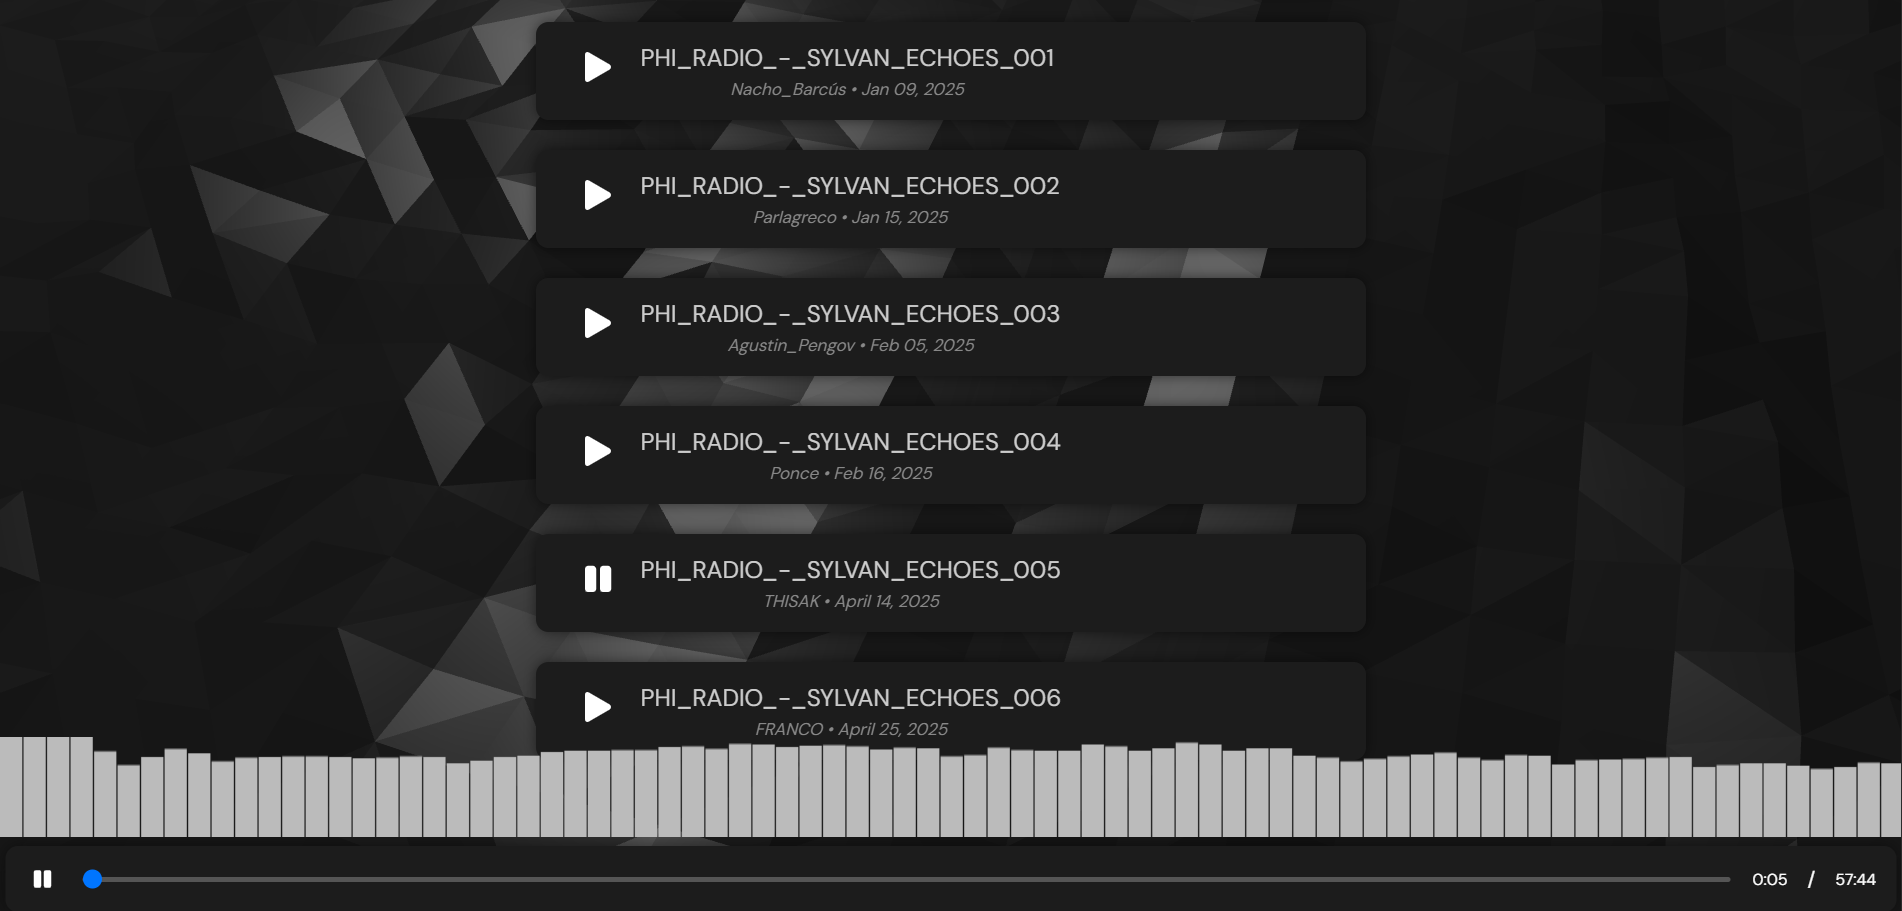 PHI_RADIO_-_SYLVAN_ECHOES_001
Nacho_Barcús • Jan 09, 2025
PHI_RADIO_-_SYLVAN_ECHOES_002
Parlagreco • Jan 15, 2025
PHI_RADIO_-_SYLVAN_ECHOES_003
Agustin_Pengov • Feb 05, 2025
PHI_RADIO_-_SYLVAN_ECHOES_004
Ponce • Feb 16, 2025
PHI_RADIO_-_SYLVAN_ECHOES_005
THISAK • April 14, 2025
PHI_RADIO_-_SYLVAN_ECHOES_006
FRANCO • April 25, 2025
0:05 / 57:44